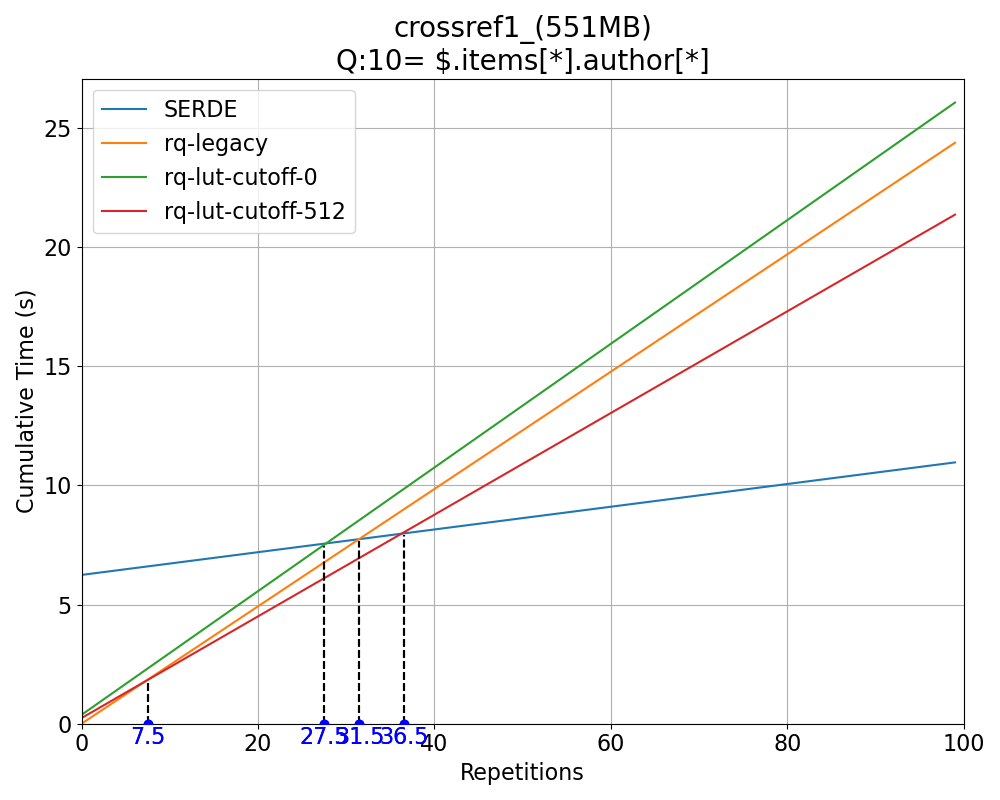 crossref1_(551MB)
Q:10= $.items[*].author[*]
SERDE
rq-legacy
rq-lut-cutoff-0
rq-lut-cutoff-512
Cumulative Time (s)
25
20
15
10
5
0
7.5 27.5 31.5 36.5
0 20 40 60 80 100
Repetitions